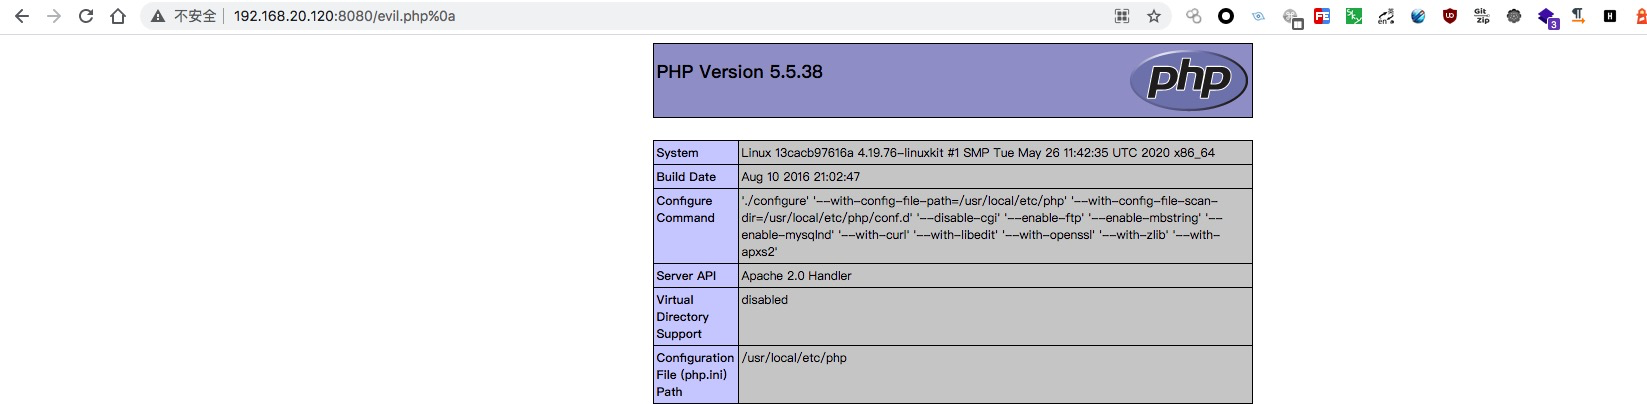 不安全 192.168.20.120:8080/evil.php%0a
FE
UD
Git
Zip
3
H
PHP Version 5.5.38
php
System Linux 13cacb97616a 4.19.76-linuxkit #1 SMP Tue May 26 11:42:35 UTC 2020 x86_64
Build Date Aug 10 2016 21:02:47
Configure Command './configure' '--with-config-file-path=/usr/local/etc/php' '--with-config-file-scan-
dir=/usr/local/etc/php/conf.d' '--disable-cgi' '--enable-ftp' '--enable-mbstring' '--
enable-mysqlnd' '--with-curl' '--with-libedit' '--with-openssl' '--with-zlib' '--with-
apxs2'
Server API Apache 2.0 Handler
Virtual Directory Support disabled
Configuration File (php.ini) Path /usr/local/etc/php